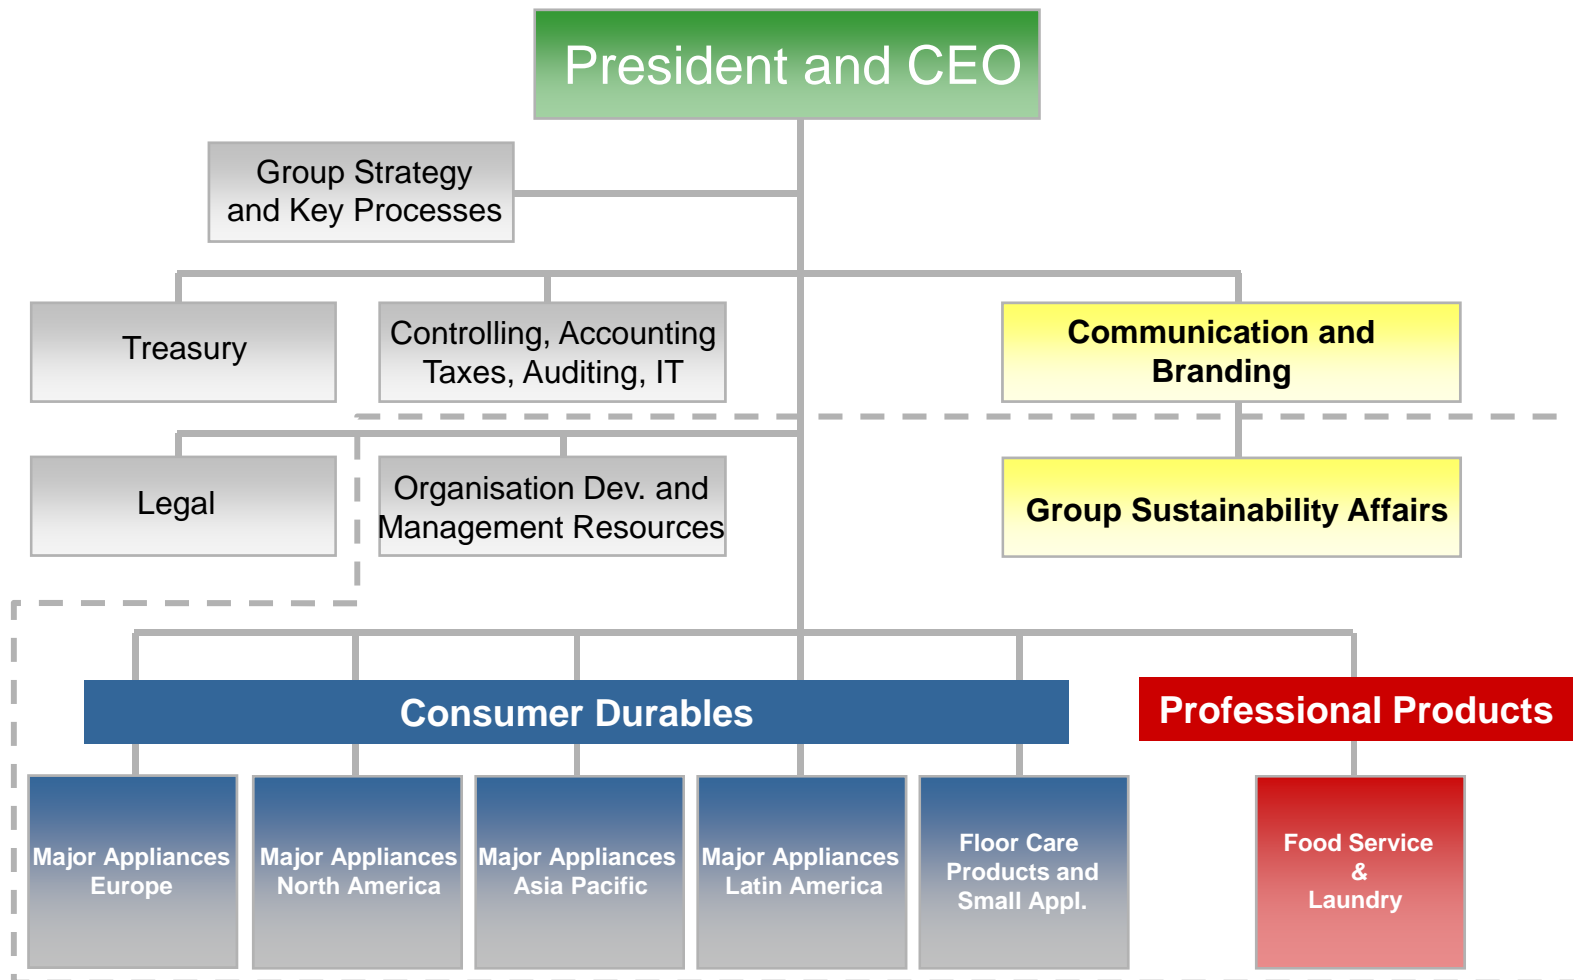 President and CEO
Group Strategy
and Key Processes
Treasury
Controlling, Accounting
Taxes, Auditing, IT
Communication and
Branding
Legal
Organisation Dev. and
Management Resources
Group Sustainability Affairs
Consumer Durables
Professional Products
Major Appliances
Europe
Major Appliances
North America
Major Appliances
Asia Pacific
Major Appliances
Latin America
Floor Care
Products and
Small Appl.
Food Service
&
Laundry